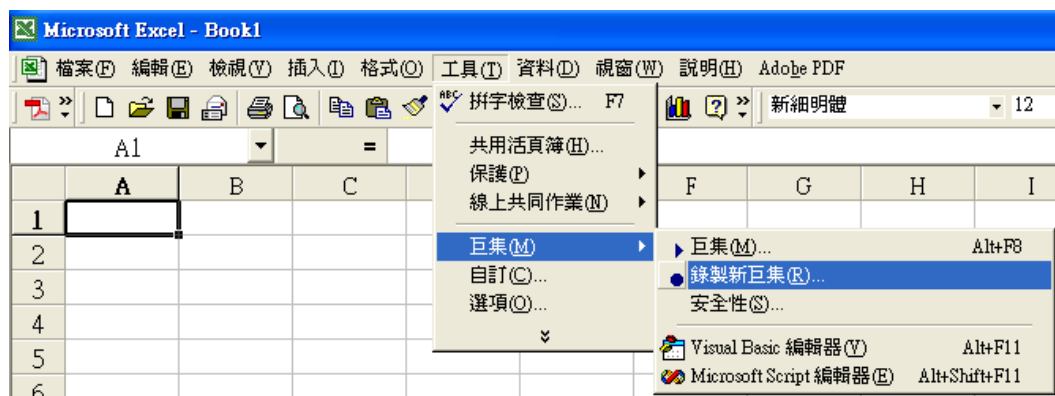 Microsoft Excel - Book1
檔案(F) 編輯(E) 檢視(V) 插入(I) 格式(O) 工具(T) 資料(D) 視窗(W) 說明(H) Adobe PDF
ABC 拼字檢查(S)... F7 新細明體 12
A1 =
共用活頁簿(H)...
保護(P)
線上共同作業(N)
A B C F G H I
1
巨集(M) 巨集(M)... Alt+F8
2
自訂(C)... 錄製新巨集(R)...
3
選項(O)... 安全性(S)...
4
5
Visual Basic 編輯器(V) Alt+F11
Microsoft Script 編輯器(E) Alt+Shift+F11
6